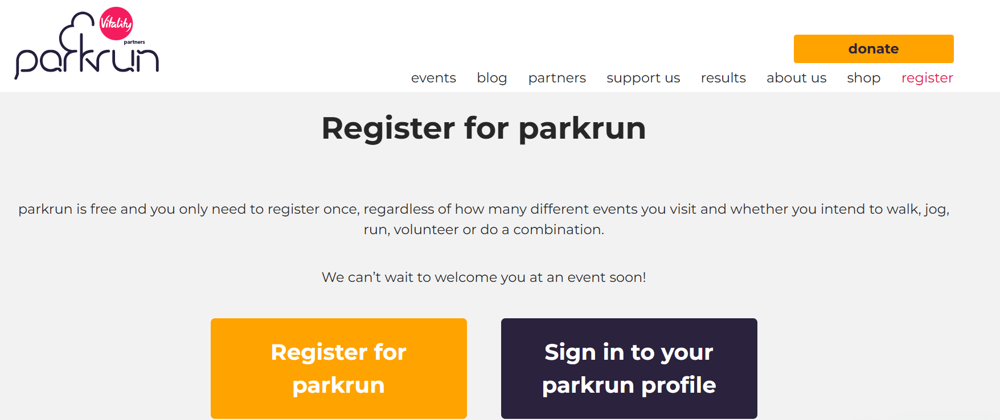 Vitality
partners
parkrun
donate
events blog partners support us results about us shop register
Register for parkrun
parkrun is free and you only need to register once, regardless of how many different events you visit and whether you intend to walk, jog,
run, volunteer or do a combination.
We can’t wait to welcome you at an event soon!
Register for
parkrun
Sign in to your
parkrun profile